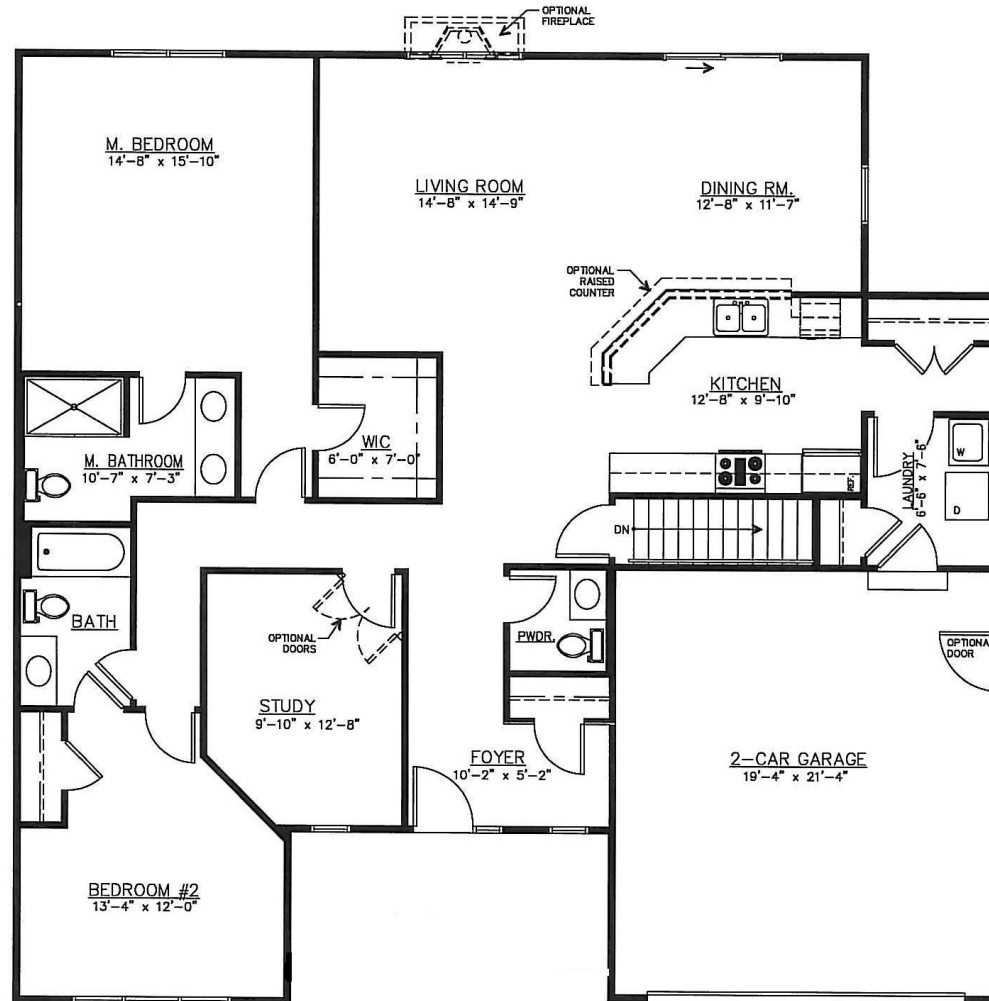 OPTIONAL
FIREPLACE
M. BEDROOM
14'-8" x 15'-10"
LIVING ROOM
14'-8" x 14'-9"
DINING RM.
12'-8" x 11'-7"
OPTIONAL
RAISED
COUNTER
KITCHEN
12'-8" x 9'-10"
WIC
6'-0" x 7'-0"
M. BATHROOM
10'-7" x 7'-3"
LAUNDRY
6'-6" x 7'-6"
W
D
REF.
DN
BATH
OPTIONAL
DOORS
PWDR.
OPTIONA
DOOR
STUDY
9'-10" x 12'-8"
FOYER
10'-2" x 5'-2"
2-CAR GARAGE
19'-4" x 21'-4"
BEDROOM #2
13'-4" x 12'-0"